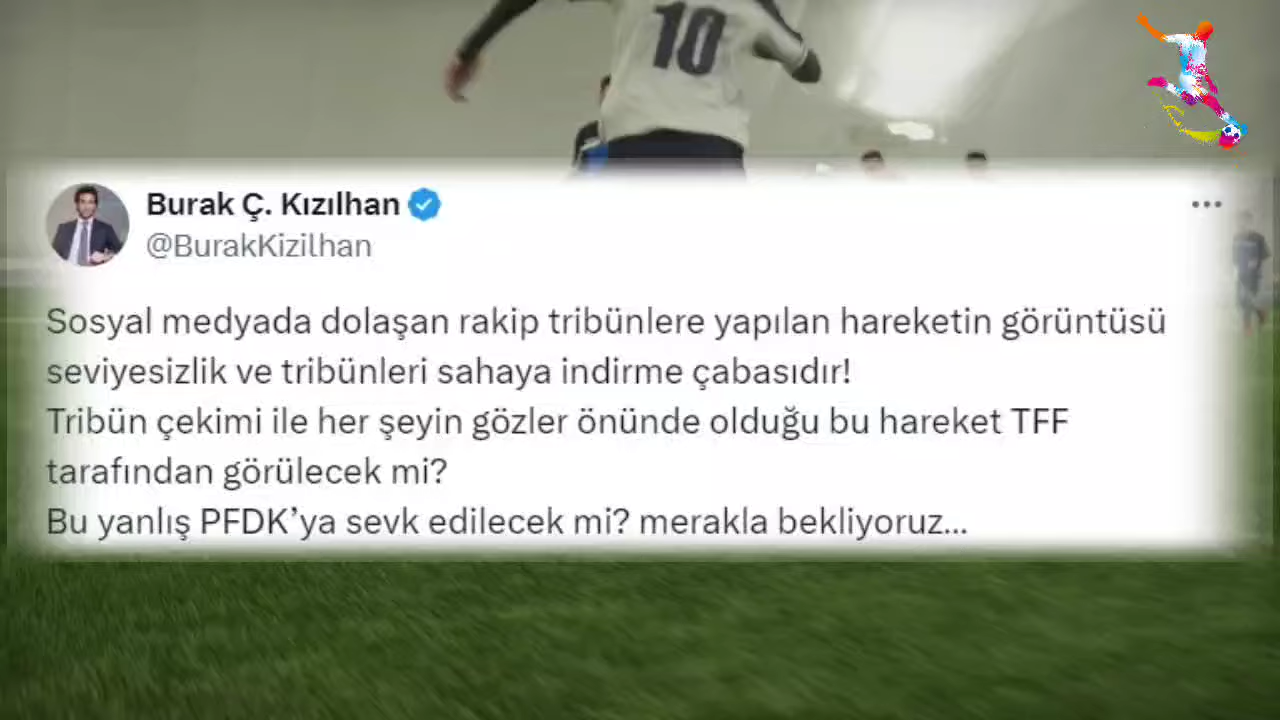 10
Burak Ç. Kızılhan
@BurakKizilhan
Sosyal medyada dolaşan rakip tribünlere yapılan hareketin görüntüsü
seviyesizlik ve tribünleri sahaya indirme çabasıdır!
Tribün çekimi ile her şeyin gözler önünde olduğu bu hareket TFF
tarafından görülecek mi?
Bu yanlış PFDK’ya sevk edilecek mi? merakla bekliyoruz...